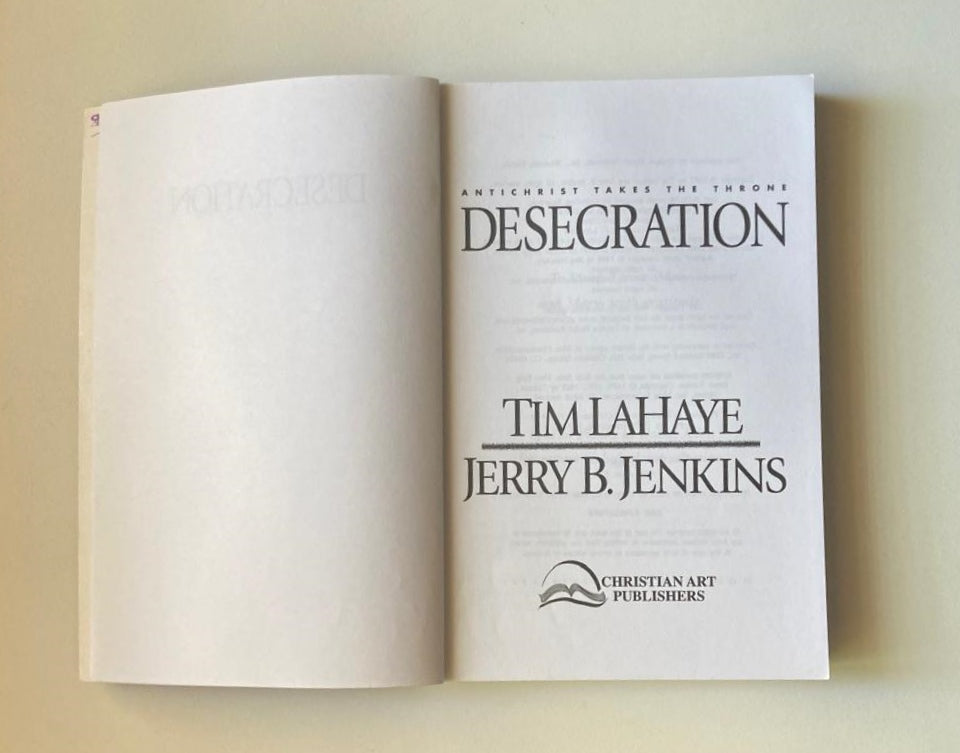 ANTICHRIST TAKES THE THRONE
DESECRATION
TIM LAHAYE
JERRY B. JENKINS
CHRISTIAN ART
PUBLISHERS